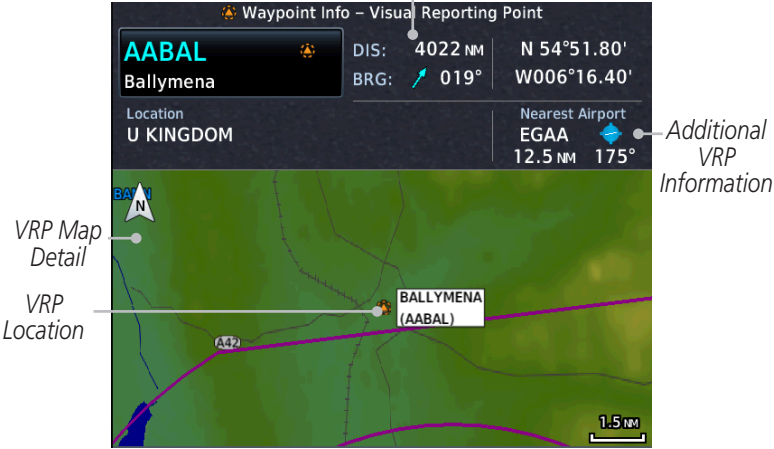 Waypoint Info – Visual Reporting Point
AABAL
Ballymena
DIS: 4022 NM
BRG: 019°
N 54°51.80'
W006°16.40'
Location
U KINGDOM
Nearest Airport
EGAA
12.5 NM 175°
Additional
VRP
Information
N
VRP Map
Detail
VRP
Location
BALLYMENA
(AABAL)
A42
1.5 NM